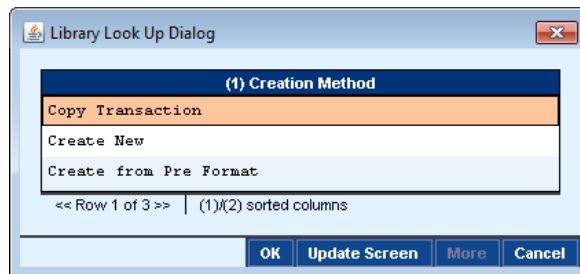 Library Look Up Dialog
(1) Creation Method
Copy Transaction
Create New
Create from Pre Format
<< Row 1 of 3 >> | (1)/(2) sorted columns
OK Update Screen More Cancel